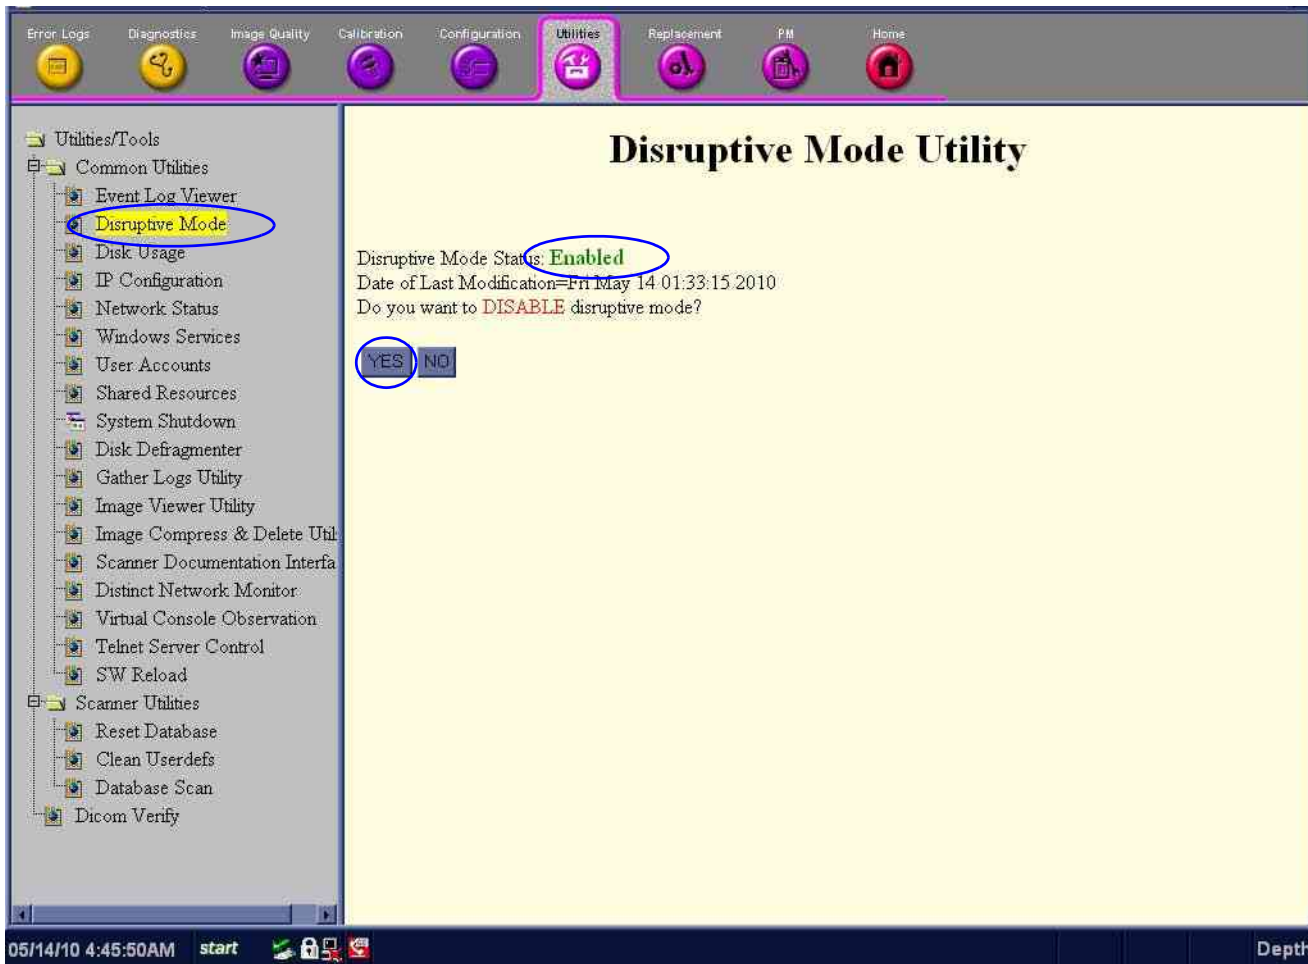 Error Logs Diagnostics Image Quality Calibration Configuration Utilities Replacement PM Home
Utilities/Tools
Common Utilities
Event Log Viewer
Disruptive Mode
Disk Usage
IP Configuration
Network Status
Windows Services
User Accounts
Shared Resources
System Shutdown
Disk Defragmenter
Gather Logs Utility
Image Viewer Utility
Image Compress & Delete Util
Scanner Documentation Interfa
Distinct Network Monitor
Virtual Console Observation
Telnet Server Control
SW Reload
Scanner Utilities
Reset Database
Clean Userdefs
Database Scan
Dicom Verify
Disruptive Mode Utility
Disruptive Mode Status: Enabled
Date of Last Modification=Fri May 14 01:33:15 2010
Do you want to DISABLE disruptive mode?
YES NO
05/14/10 4:45:50AM start Depth